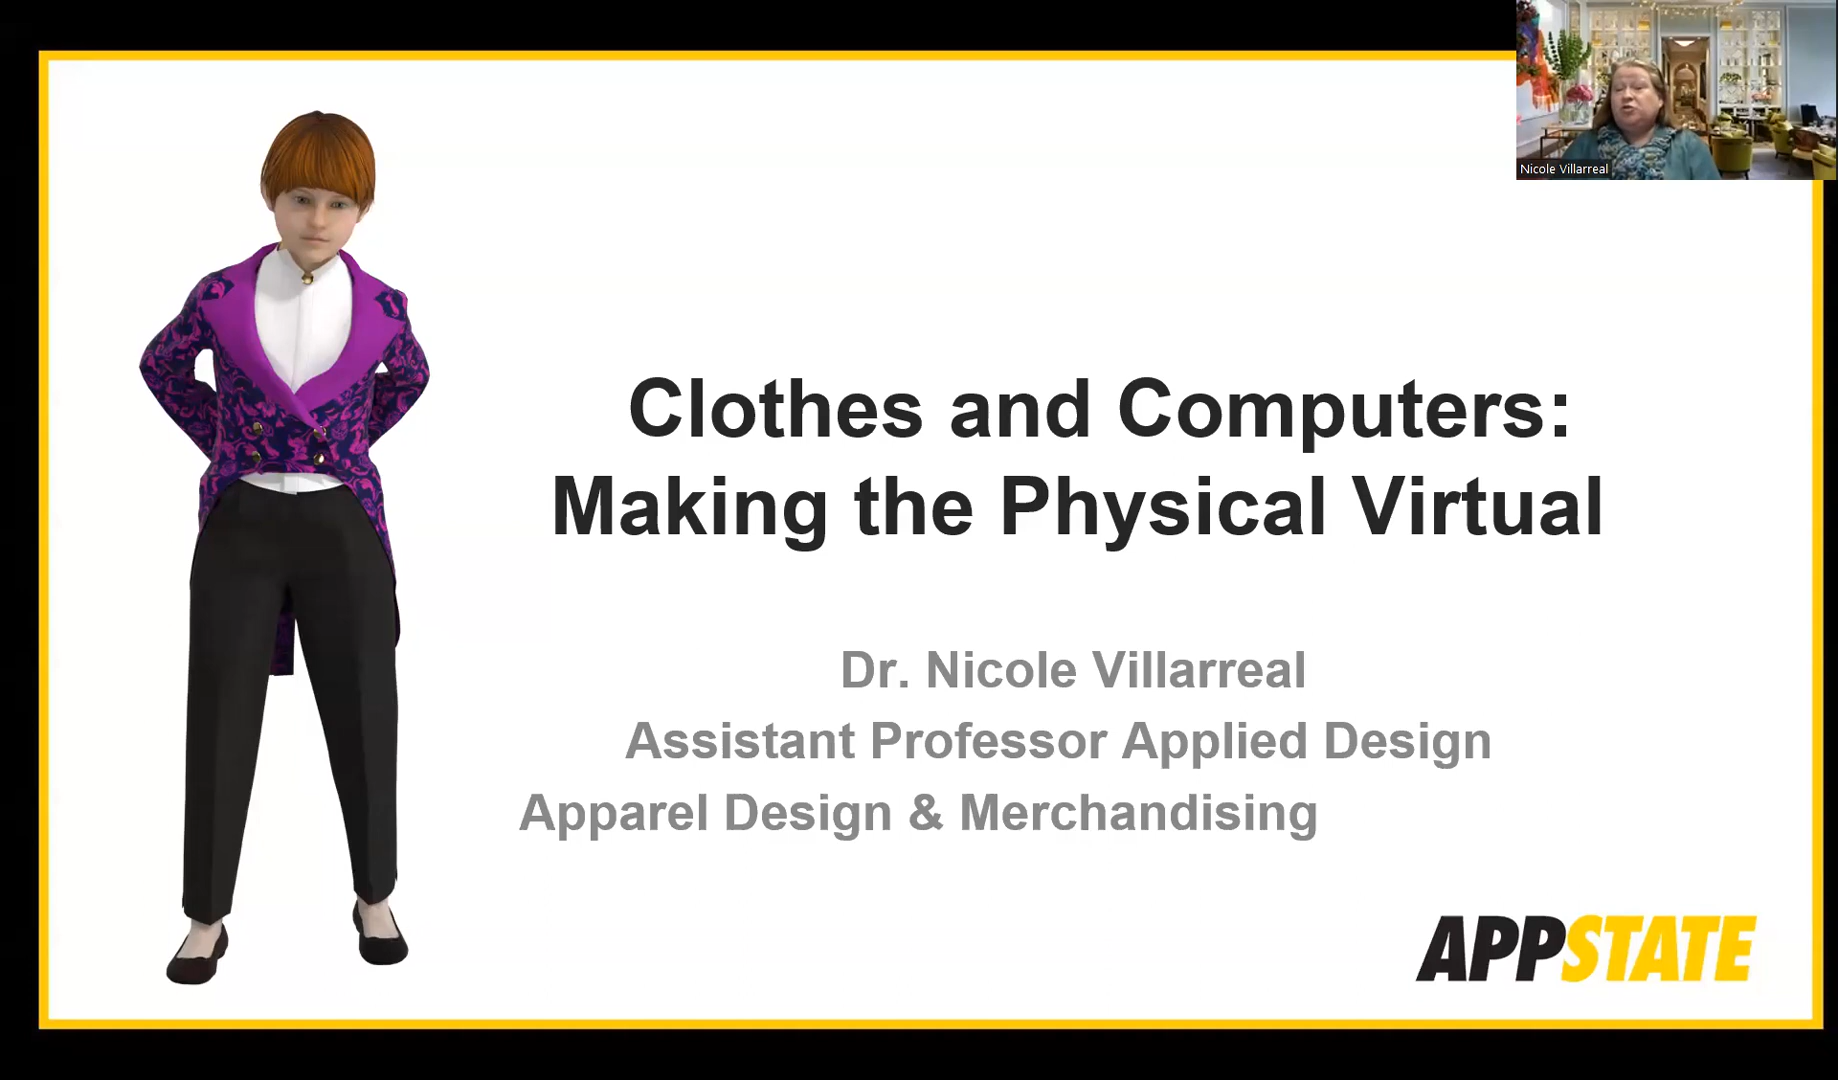 Nicole Villarreal
Clothes and Computers:
Making the Physical Virtual
Dr. Nicole Villarreal
Assistant Professor Applied Design
Apparel Design & Merchandising
APPSTATE